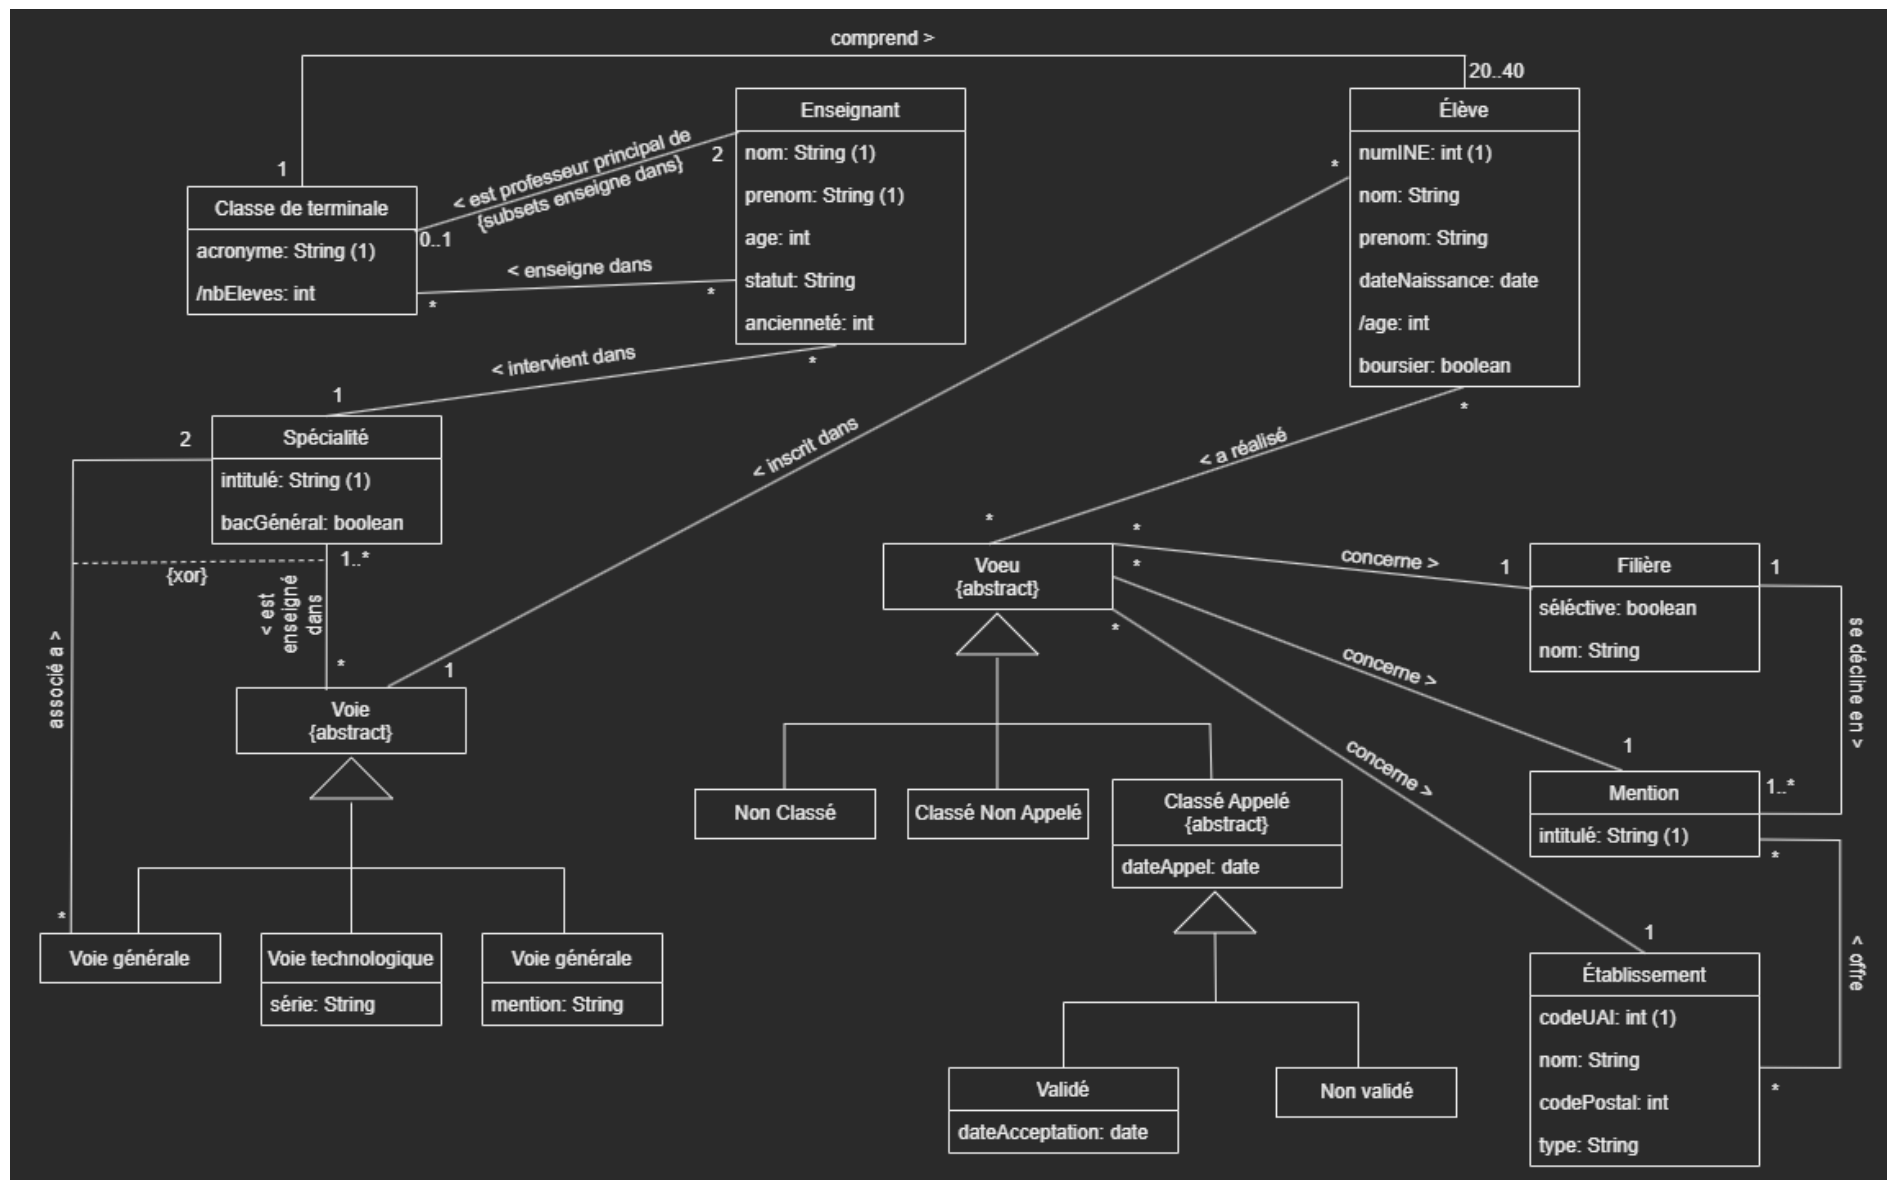 comprend >
1
20..40
Enseignant
nom: String (1)
prenom: String (1)
age: int
statut: String
ancienneté: int
Élève
numINE: int (1)
nom: String
prenom: String
dateNaissance: date
/age: int
boursier: boolean
< est professeur principal de
{subsets enseigne dans}
2
0..1
Classe de terminale
acronyme: String (1)
/nbEleves: int
< enseigne dans
*
*
< intervient dans
*
1
*
< inscrit dans
1
2
Spécialité
intitulé: String (1)
bacGénéral: boolean
{xor}
1..*
< est
enseigné
dans
*
associé a >
*
Voie
{abstract}
Voie générale
Voie technologique
série: String
Voie générale
mention: String
*
< a réalisé
*
Voeu
{abstract}
*
concerne >
1
*
concerne >
1
*
concerne >
1
Filière
séléctive: boolean
nom: String
1
se décline en >
1..*
Mention
intitulé: String (1)
*
< offre
*
Non Classé
Classé Non Appelé
Classé Appelé
{abstract}
dateAppel: date
Établissement
codeUAI: int (1)
nom: String
codePostal: int
type: String
Validé
dateAcceptation: date
Non validé